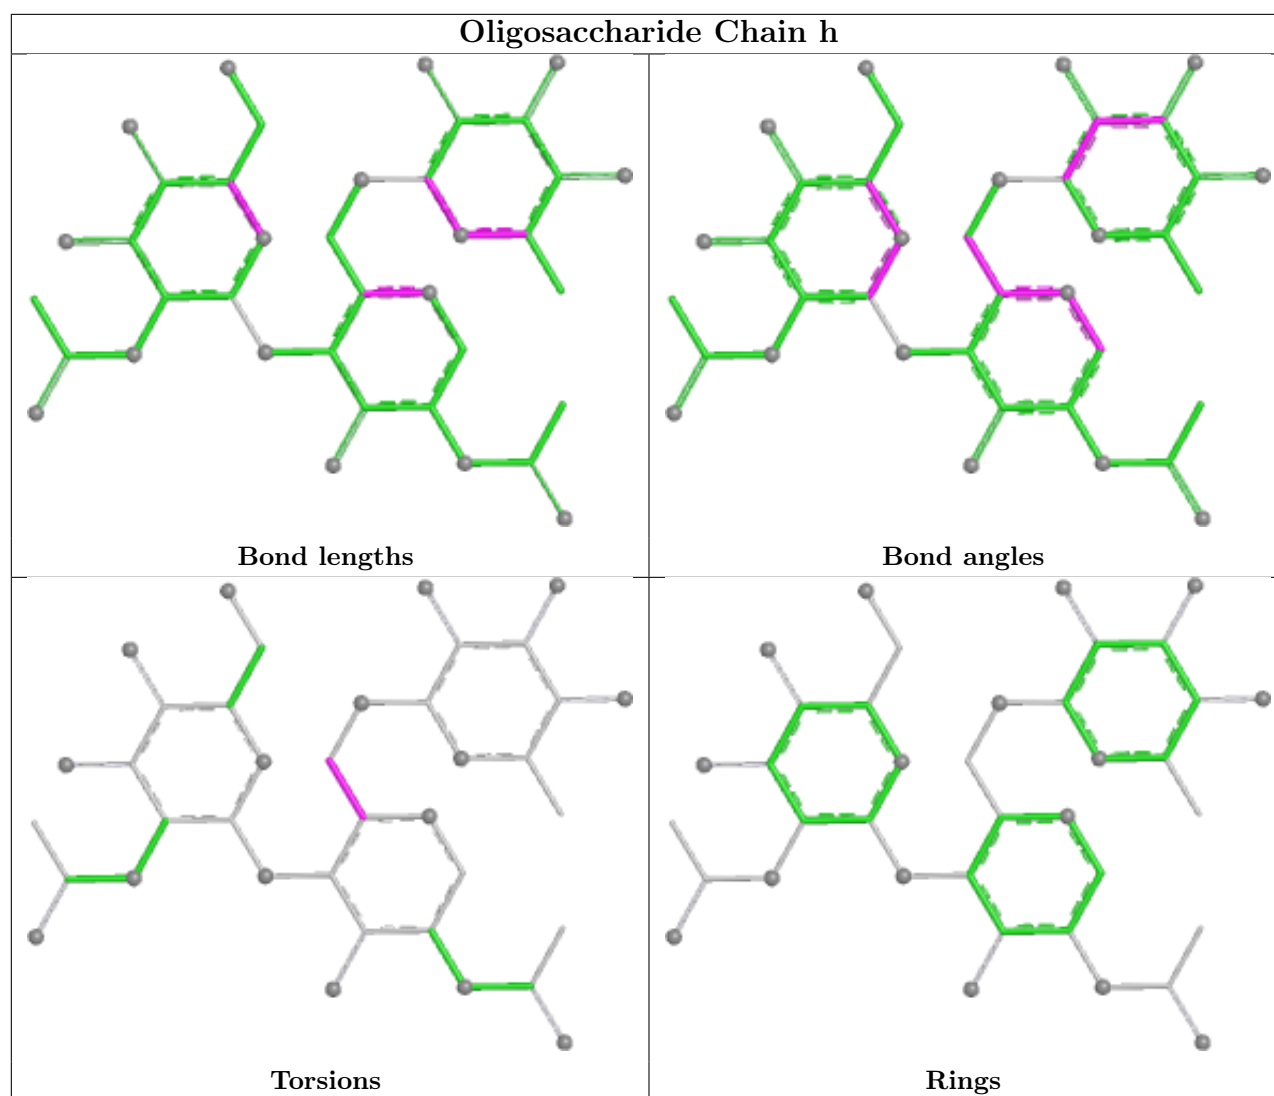 Oligosaccharide Chain h
Bond lengths
Bond angles
Torsions
Rings